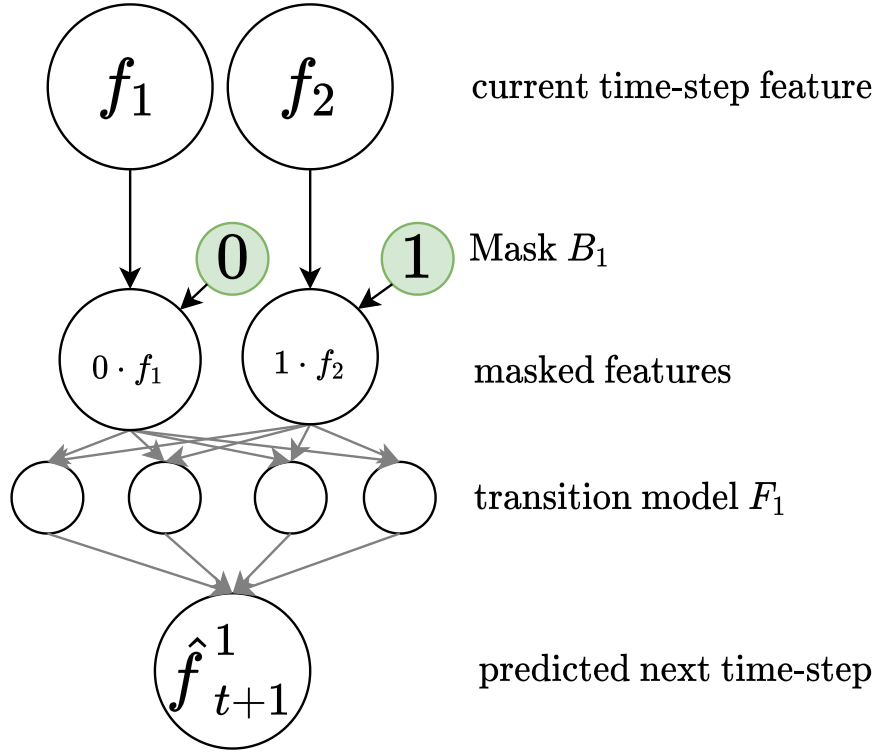 f₁ f₂ current time-step feature
0 1 Mask B₁
0 · f₁ 1 · f₂ masked features
transition model F₁
f̂¹ₜ₊₁ predicted next time-step